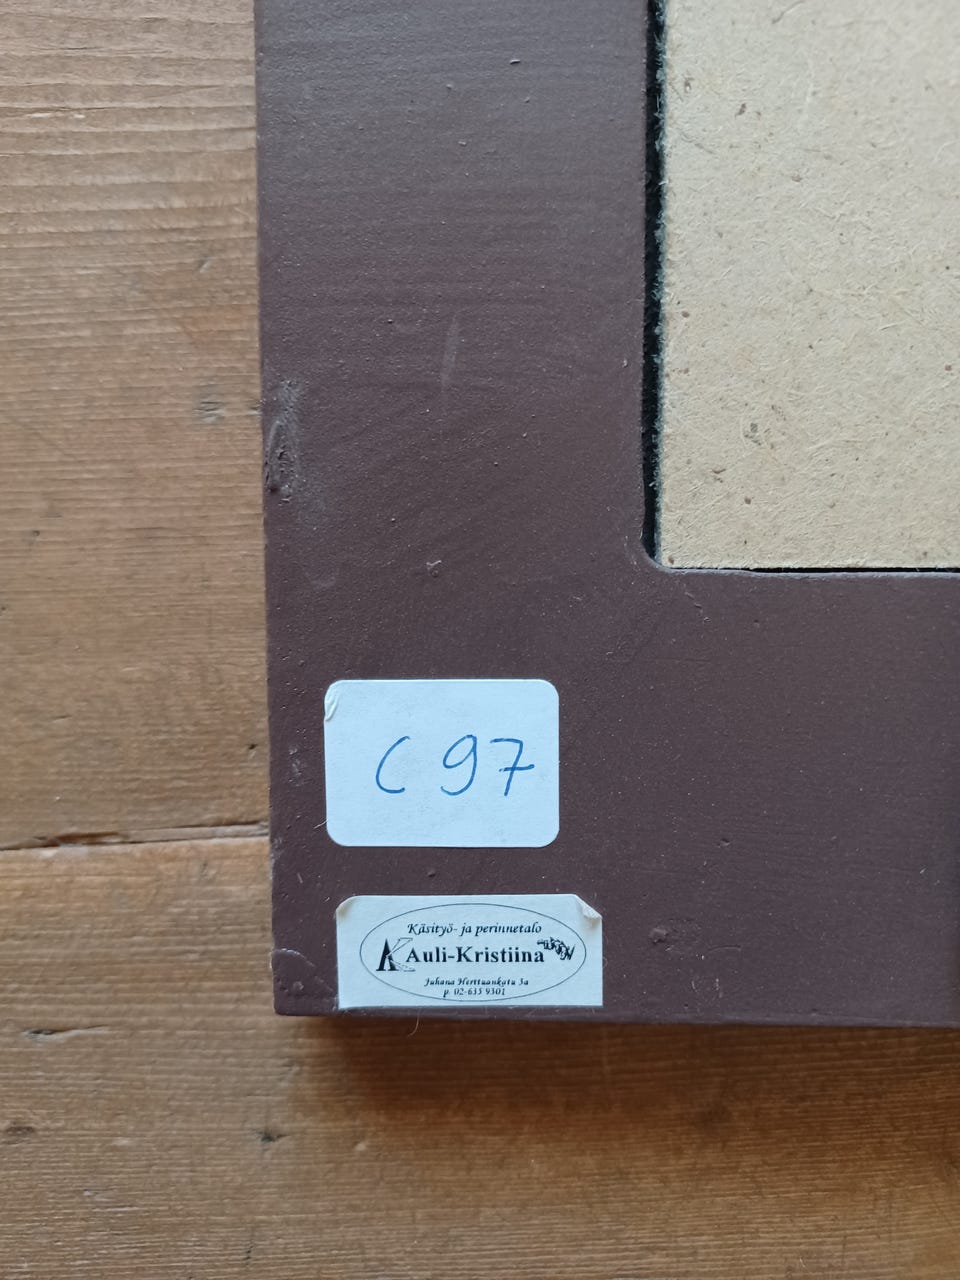 C 97
Käsityö- ja perinnetalo
Auli-Kristiina
Juhana Herttuankatu 3a
p. 02-633 9301